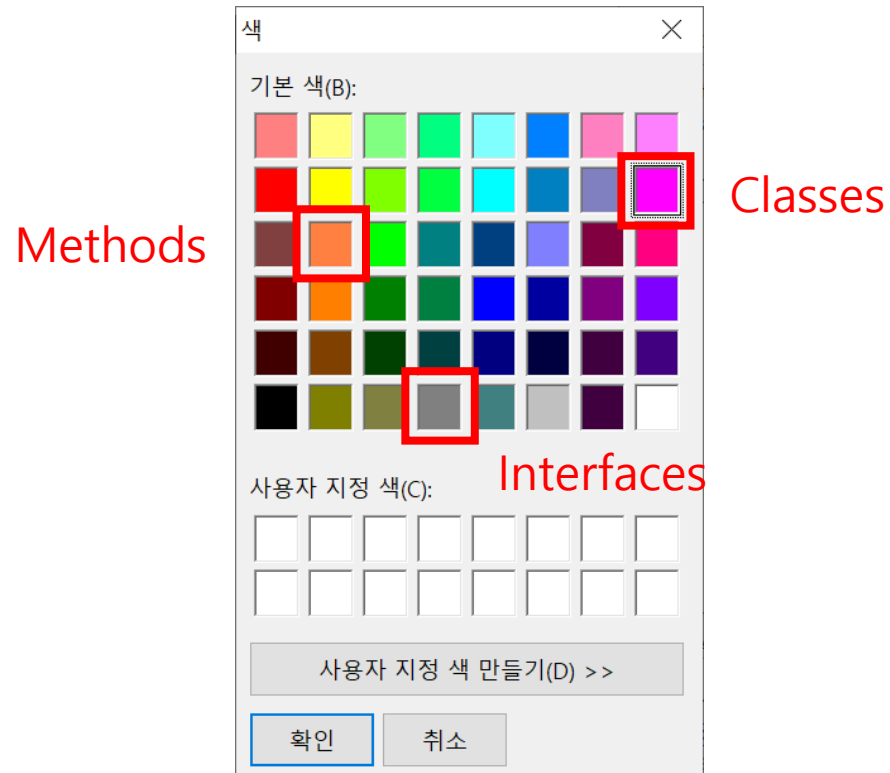 색
기본 색(B):
Classes
Methods
Interfaces
사용자 지정 색(C):
사용자 지정 색 만들기(D) >>
확인
취소